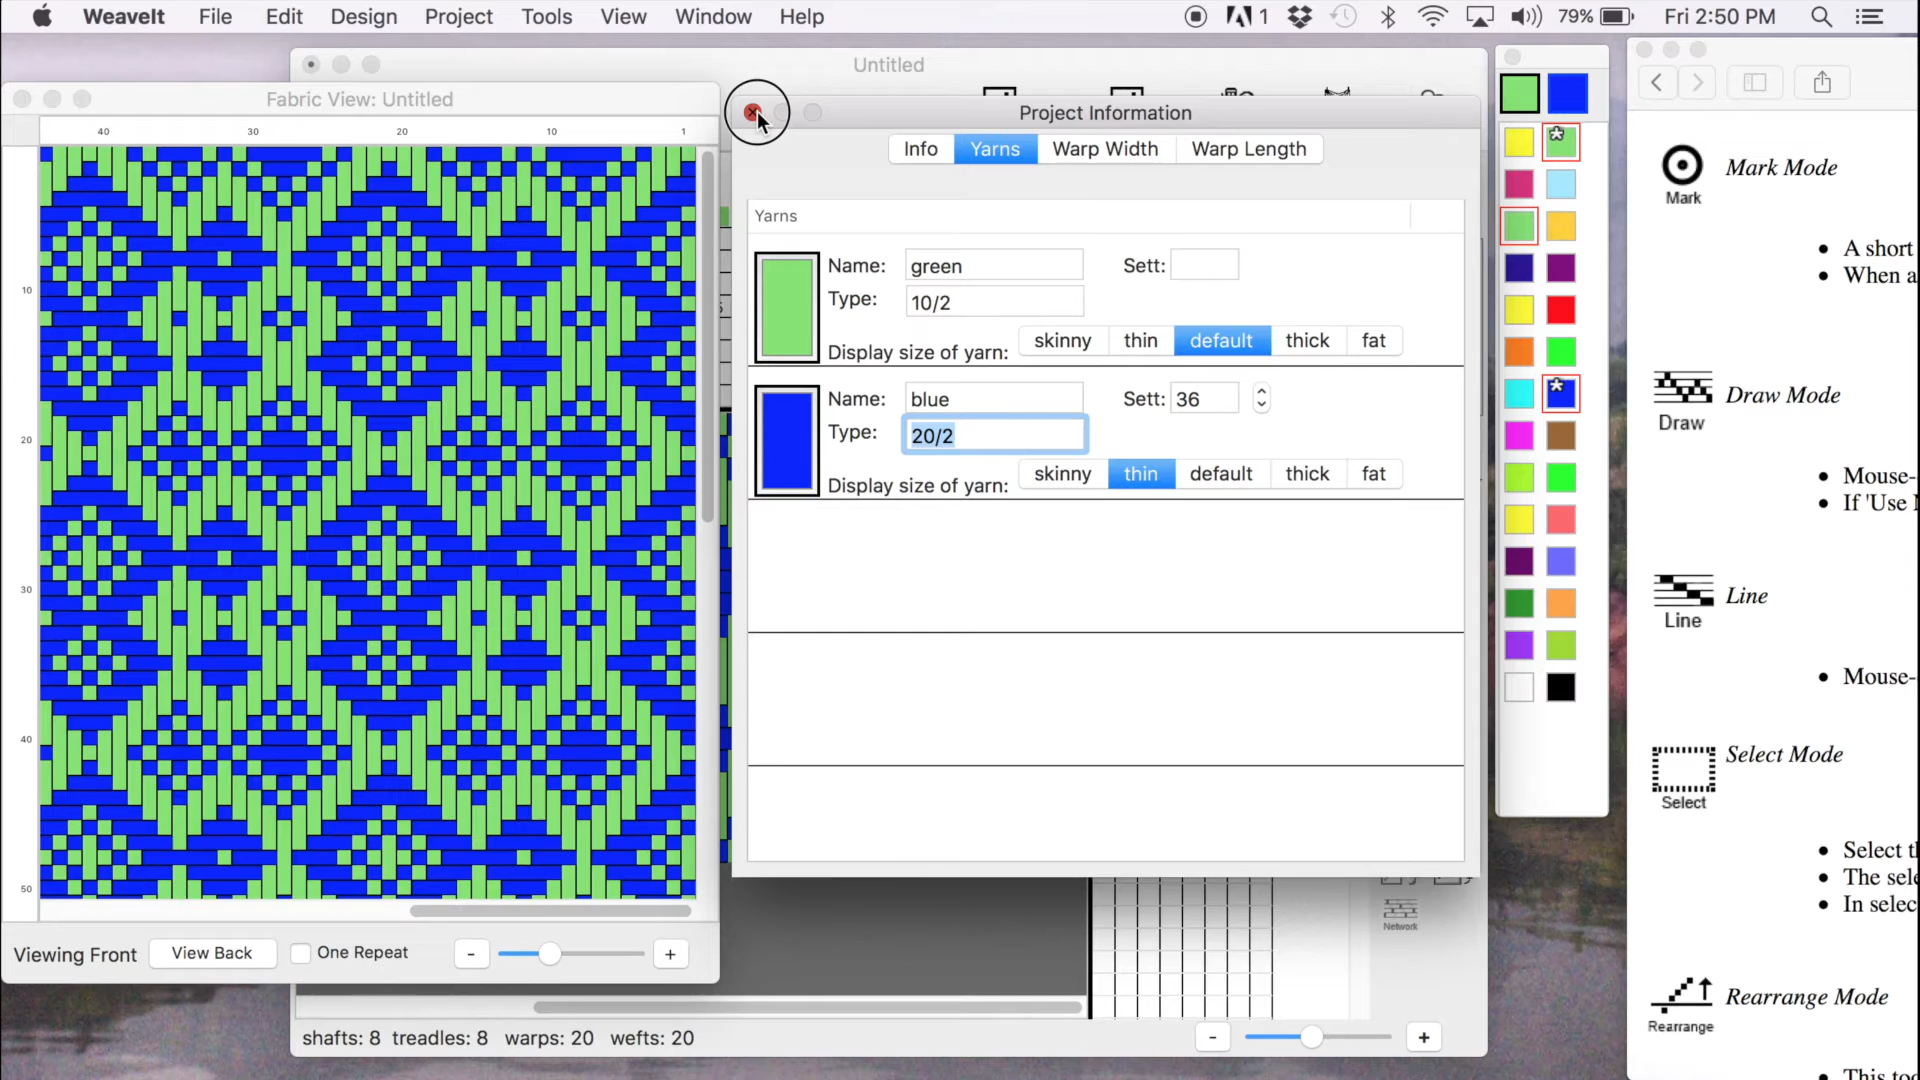 WeaveIt File Edit Design Project Tools View Window Help 1 79% Fri 2:50 PM
Untitled
Fabric View: Untitled
40 30 20 10 1
10
20
30
40
50
Viewing Front View Back One Repeat - +
Project Information
Info Yarns Warp Width Warp Length
Yarns
Name: green Sett:
Type: 10/2
Display size of yarn: skinny thin default thick fat
Name: blue Sett: 36
Type: 20/2
Display size of yarn: skinny thin default thick fat
Network
shafts: 8 treadles: 8 warps: 20 wefts: 20 - +
Mark Mode
Mark
A short
When a
Draw Mode
Draw
Mouse-
If 'Use
Line
Line
Mouse-
Select Mode
Select
Select
The
In
Rearrange Mode
Rearrange
This